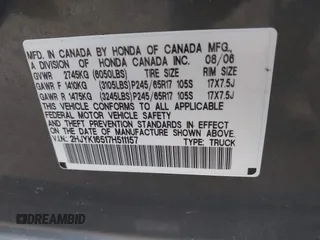 MFD. IN CANADA BY HONDA OF CANADA MFG.,
A DIVISION OF HONDA CANADA INC. 08/06
GVWR 2745KG (6050LBS) TIRE SIZE RIM SIZE
GAWR F 1410KG (3105LBS) P245/65R17 105S 17X7.5J
GAWR R 1475KG (3245LBS) P245/65R17 105S 17X7.5J
THIS VEHICLE CONFORMS TO ALL APPLICABLE
FEDERAL MOTOR VEHICLE SAFETY STANDARDS IN
EFFECT ON THE DATE OF MANUFACTURE SHOWN ABOVE.
V.I.N.: 2HJYK16517H511157 TYPE: TRUCK
DREAMBID